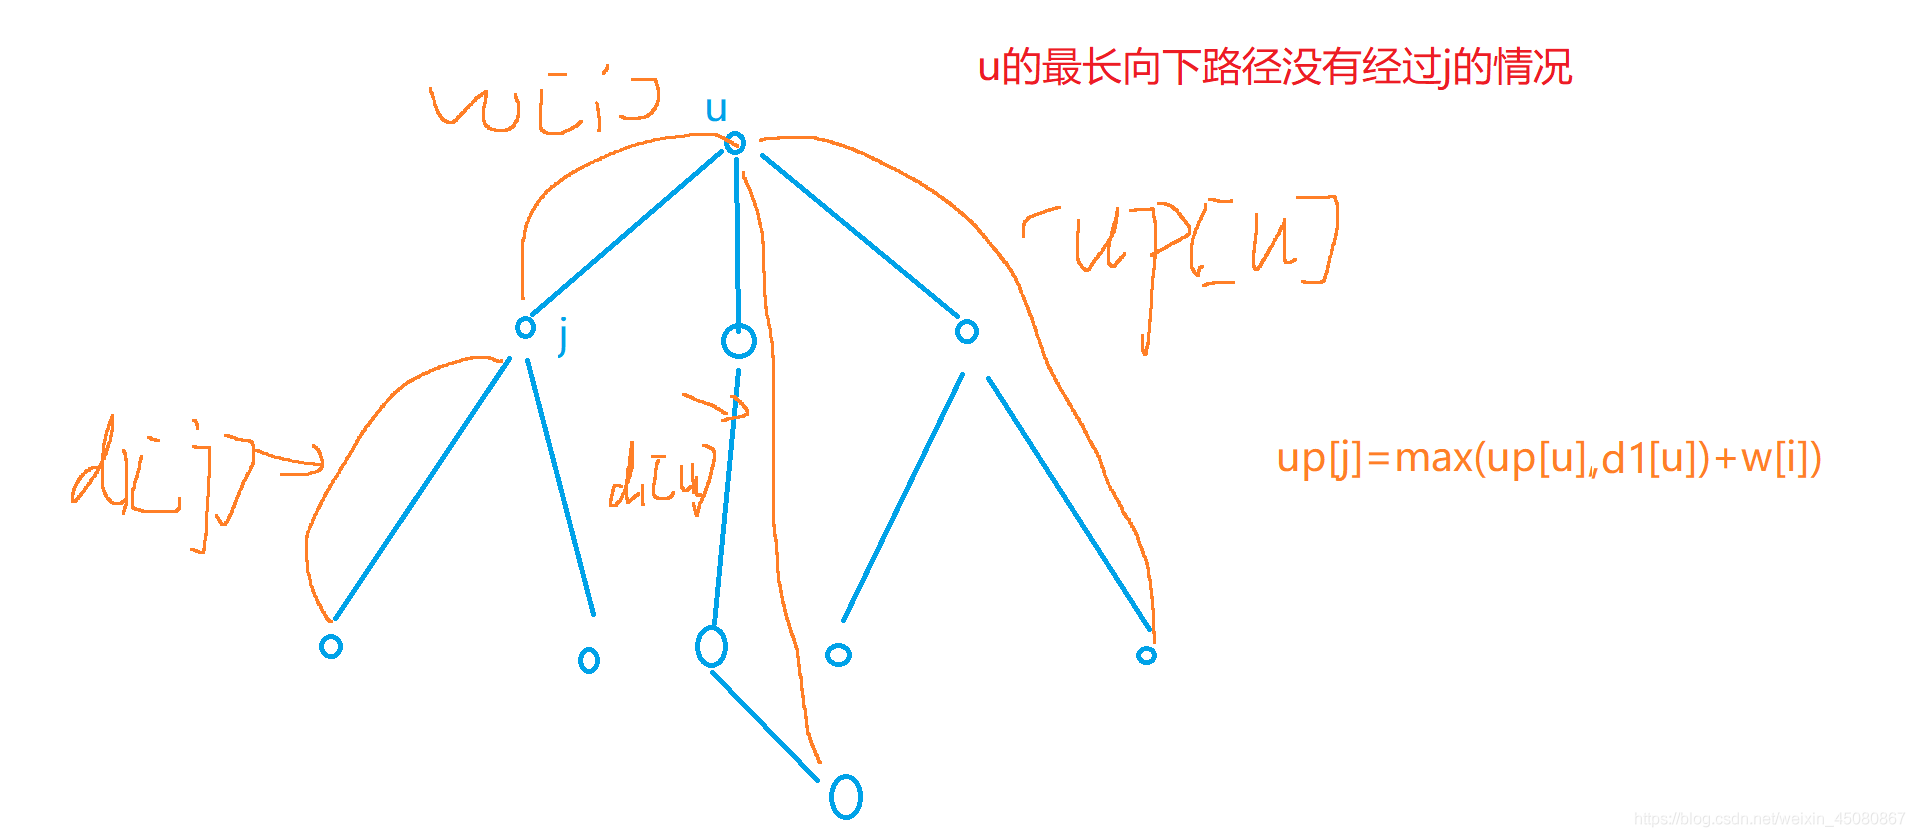 u的最长向下路径没有经过j的情况
w[i]
u
up[u]
j
d[j]
d1[u]
up[j]=max(up[u],d1[u])+w[i])
https://blog.csdn.net/weixin_45080867